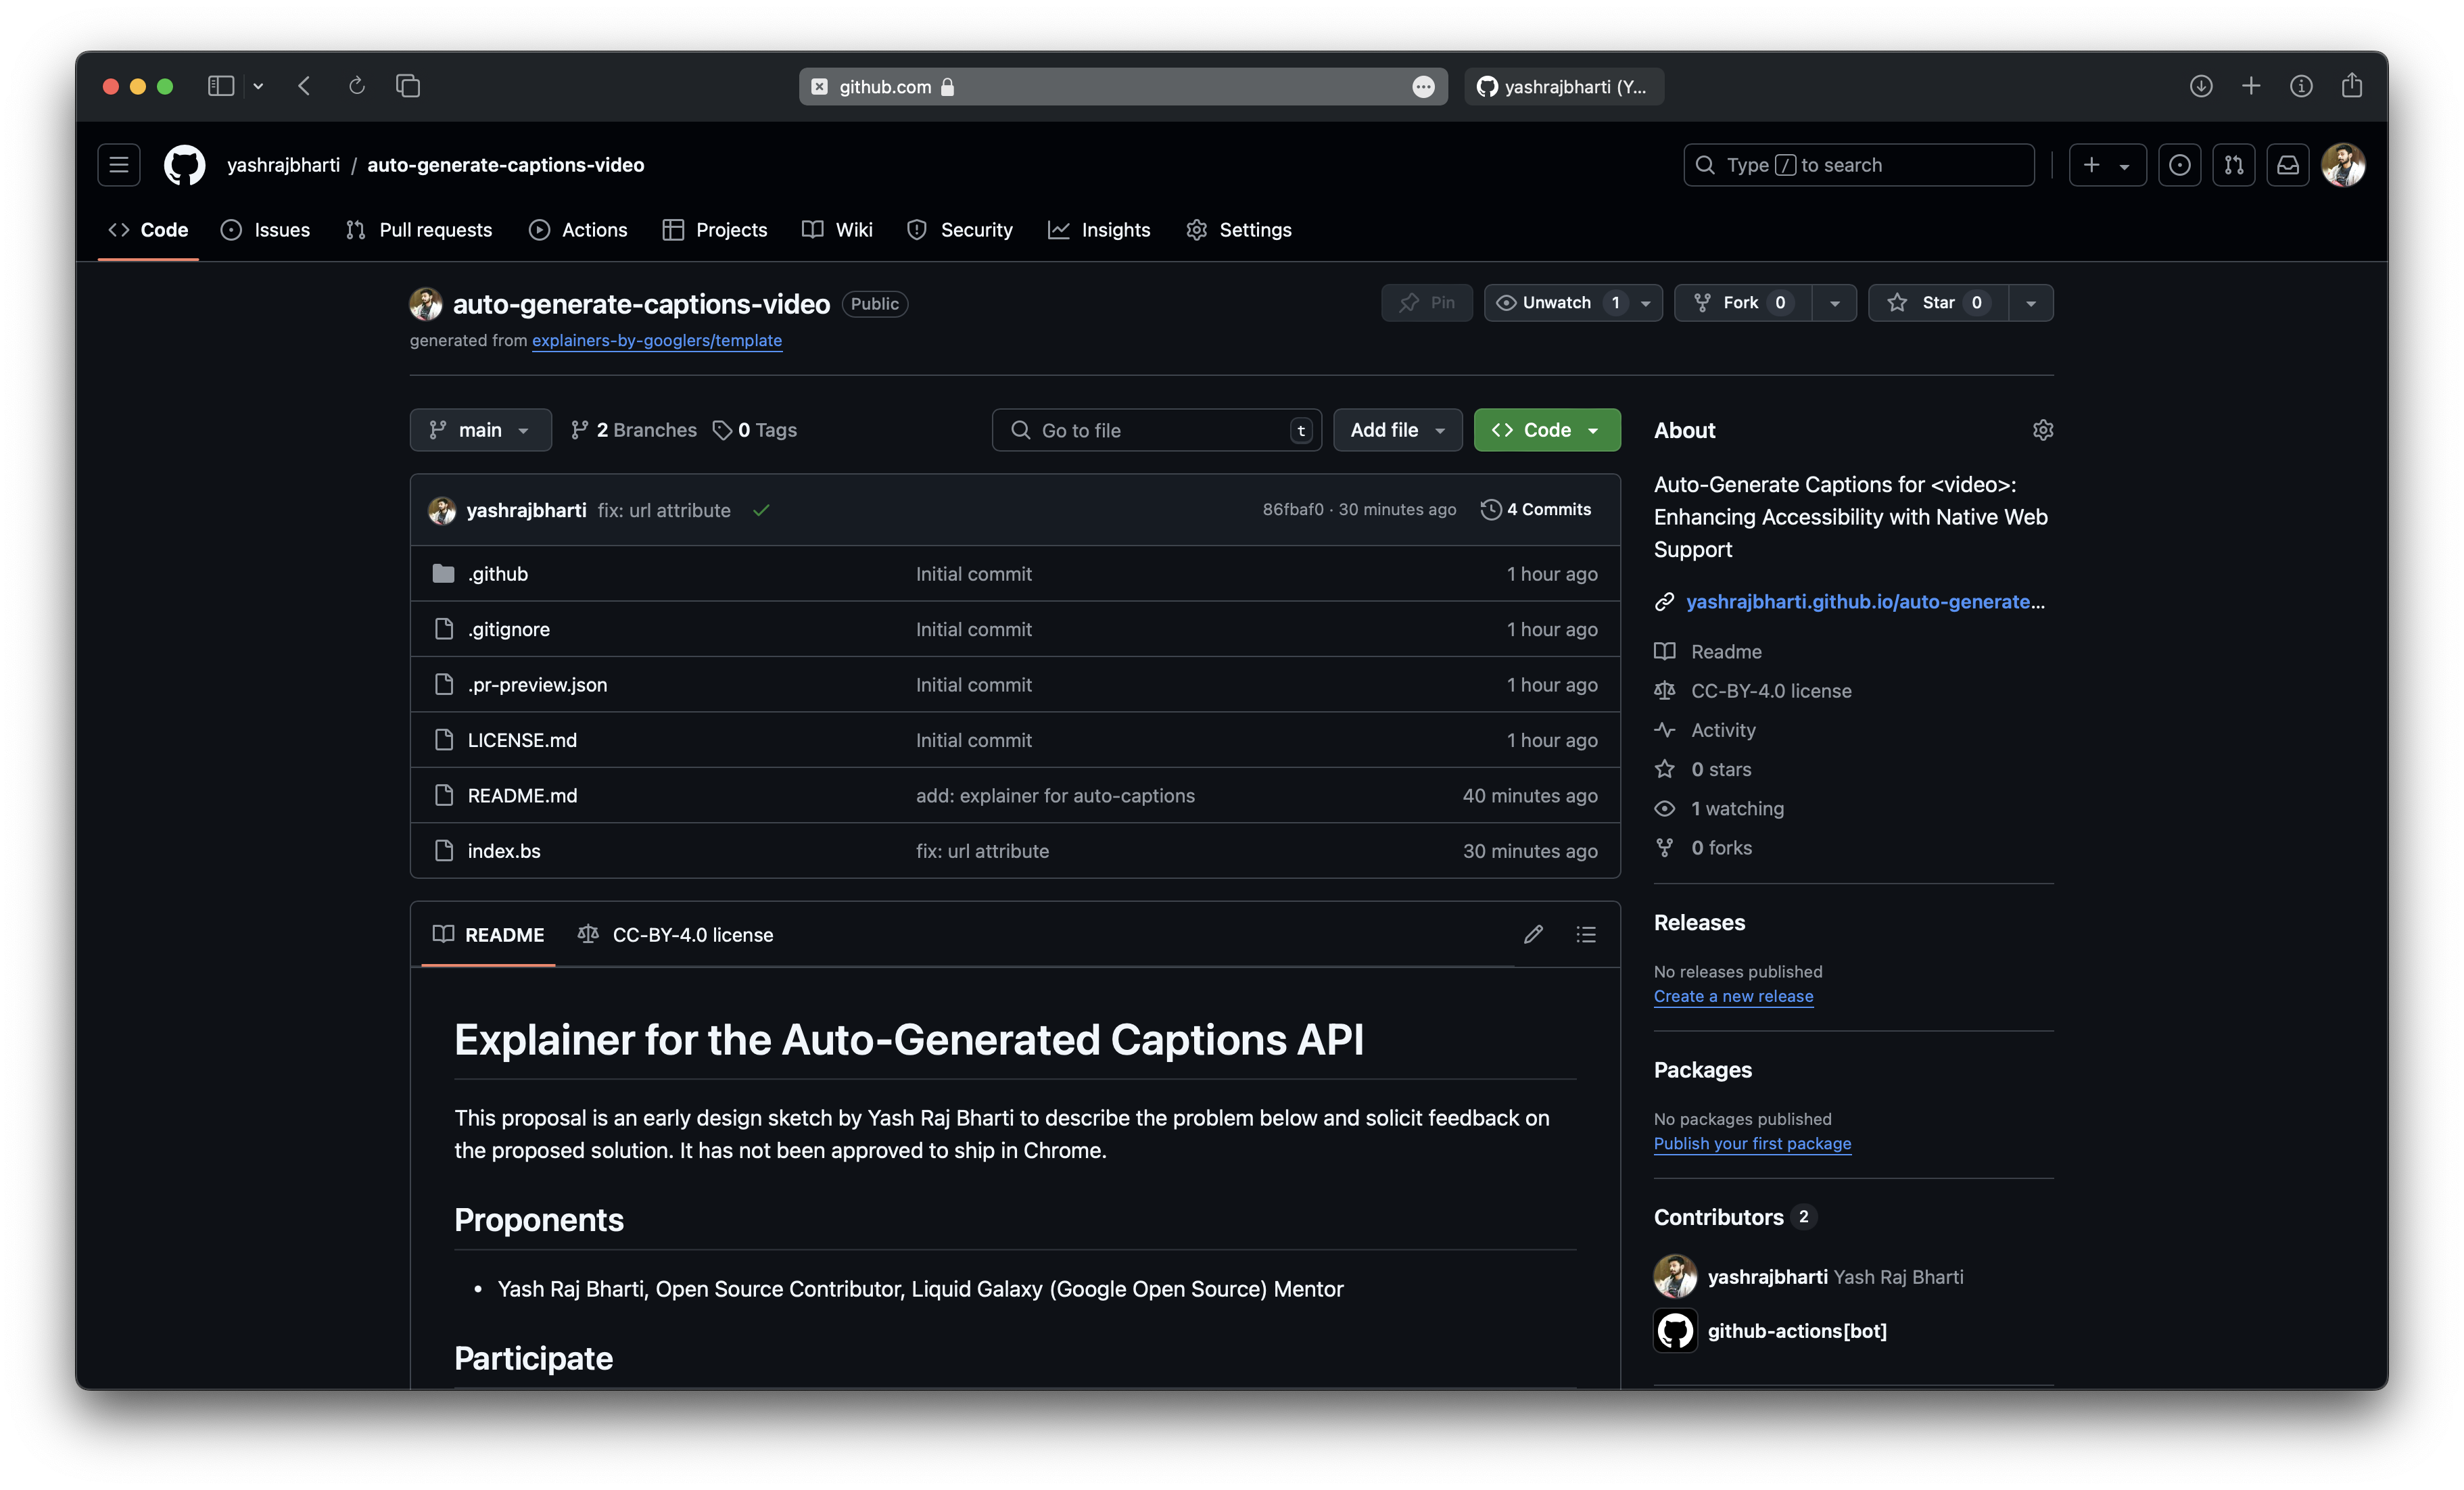 github.com
yashrajbharti (Y...
yashrajbharti / auto-generate-captions-video
Type / to search
Code
Issues
Pull requests
Actions
Projects
Wiki
Security
Insights
Settings
auto-generate-captions-video Public
Pin
Unwatch 1
Fork 0
Star 0
generated from explainers-by-googlers/template
main
2 Branches
0 Tags
Go to file t
Add file
Code
yashrajbharti fix: url attribute
86fbaf0 · 30 minutes ago
4 Commits
.github Initial commit 1 hour ago
.gitignore Initial commit 1 hour ago
.pr-preview.json Initial commit 1 hour ago
LICENSE.md Initial commit 1 hour ago
README.md add: explainer for auto-captions 40 minutes ago
index.bs fix: url attribute 30 minutes ago
README
CC-BY-4.0 license
Explainer for the Auto-Generated Captions API
This proposal is an early design sketch by Yash Raj Bharti to describe the problem below and solicit feedback on
the proposed solution. It has not been approved to ship in Chrome.
Proponents
• Yash Raj Bharti, Open Source Contributor, Liquid Galaxy (Google Open Source) Mentor
Participate
About
Auto-Generate Captions for <video>:
Enhancing Accessibility with Native Web
Support
yashrajbharti.github.io/auto-generate...
Readme
CC-BY-4.0 license
Activity
0 stars
1 watching
0 forks
Releases
No releases published
Create a new release
Packages
No packages published
Publish your first package
Contributors 2
yashrajbharti Yash Raj Bharti
github-actions[bot]